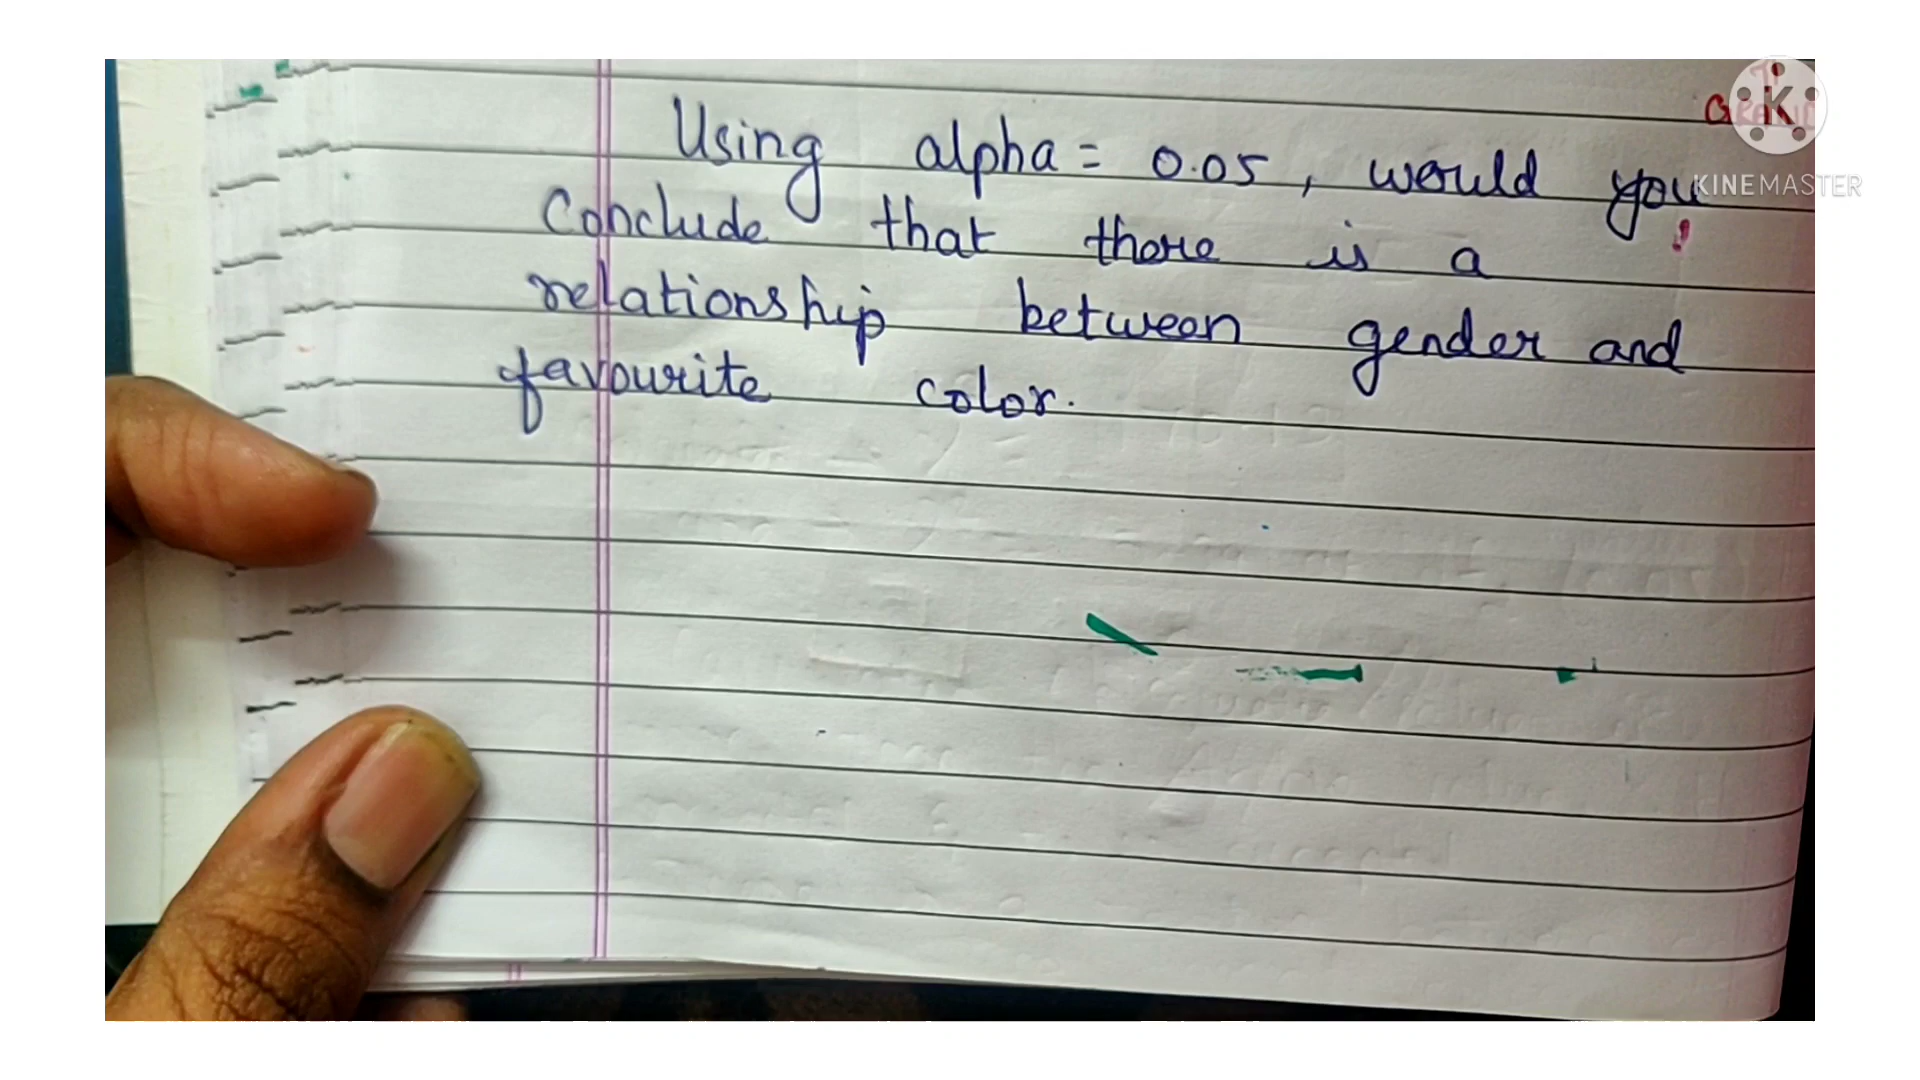 Using alpha = 0.05, would you
Conclude that there is a
relationship between gender and
favourite color.
KINEMASTER